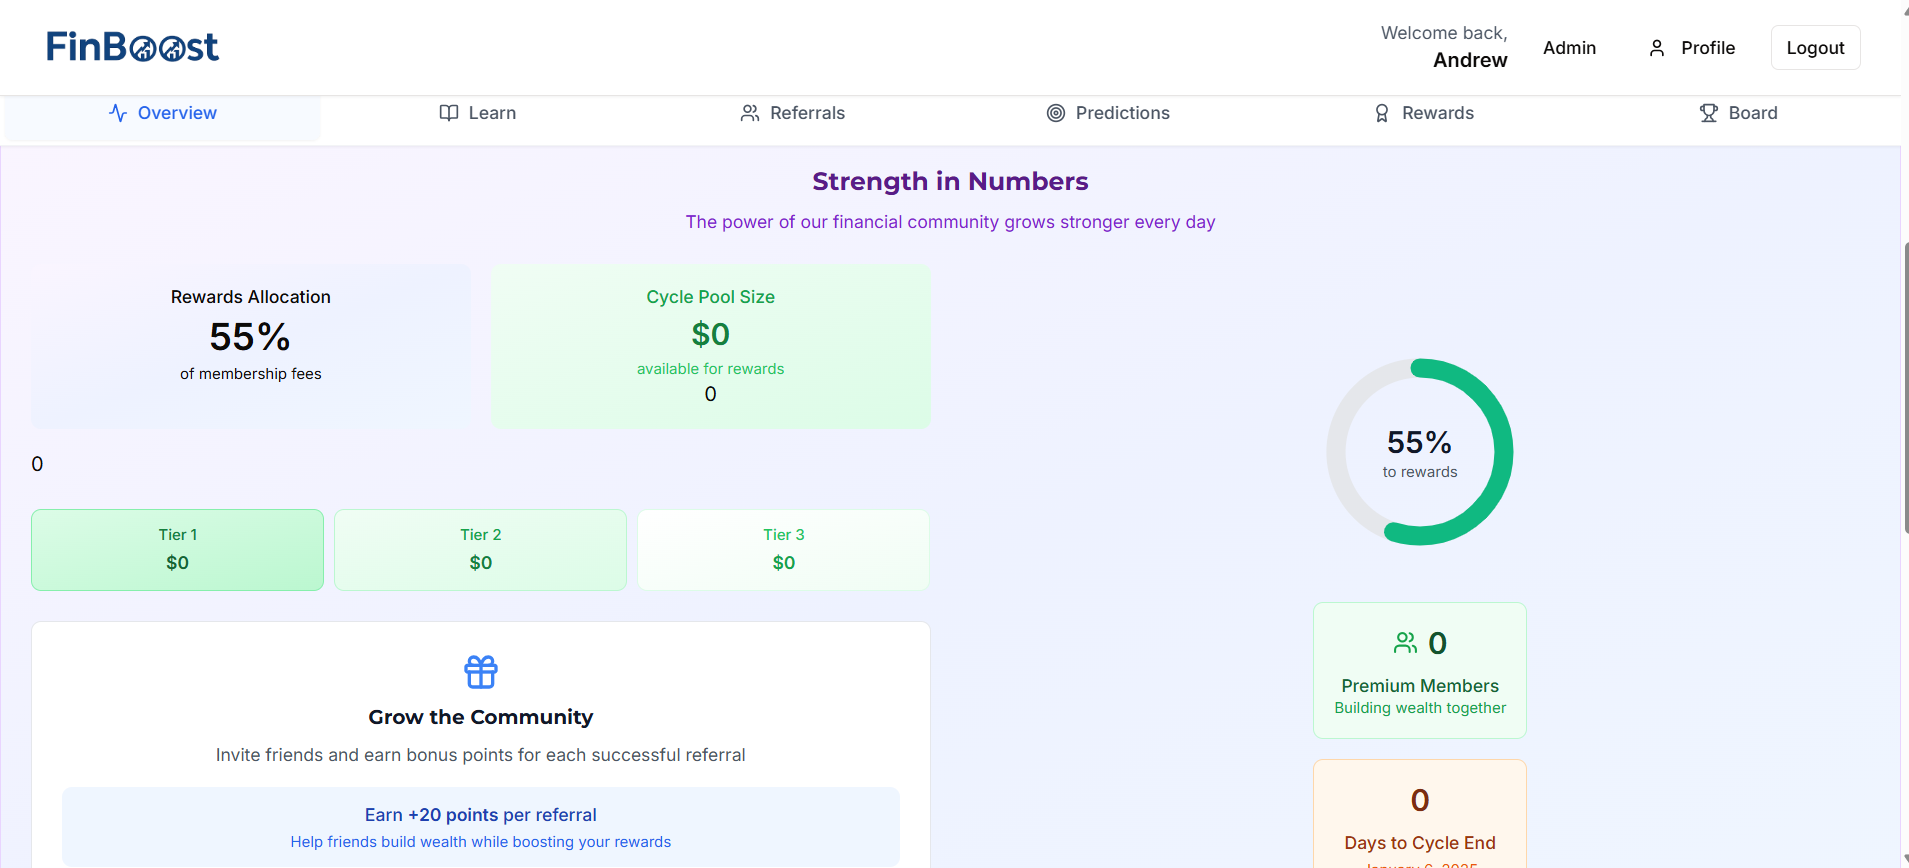 FinBoost
Welcome back,
Andrew
Admin
Profile
Logout
Overview
Learn
Referrals
Predictions
Rewards
Board
Strength in Numbers
The power of our financial community grows stronger every day
Rewards Allocation
55%
of membership fees
Cycle Pool Size
$0
available for rewards
0
0
Tier 1
$0
Tier 2
$0
Tier 3
$0
Grow the Community
Invite friends and earn bonus points for each successful referral
Earn +20 points per referral
Help friends build wealth while boosting your rewards
55%
to rewards
0
Premium Members
Building wealth together
0
Days to Cycle End
January 6, 2025